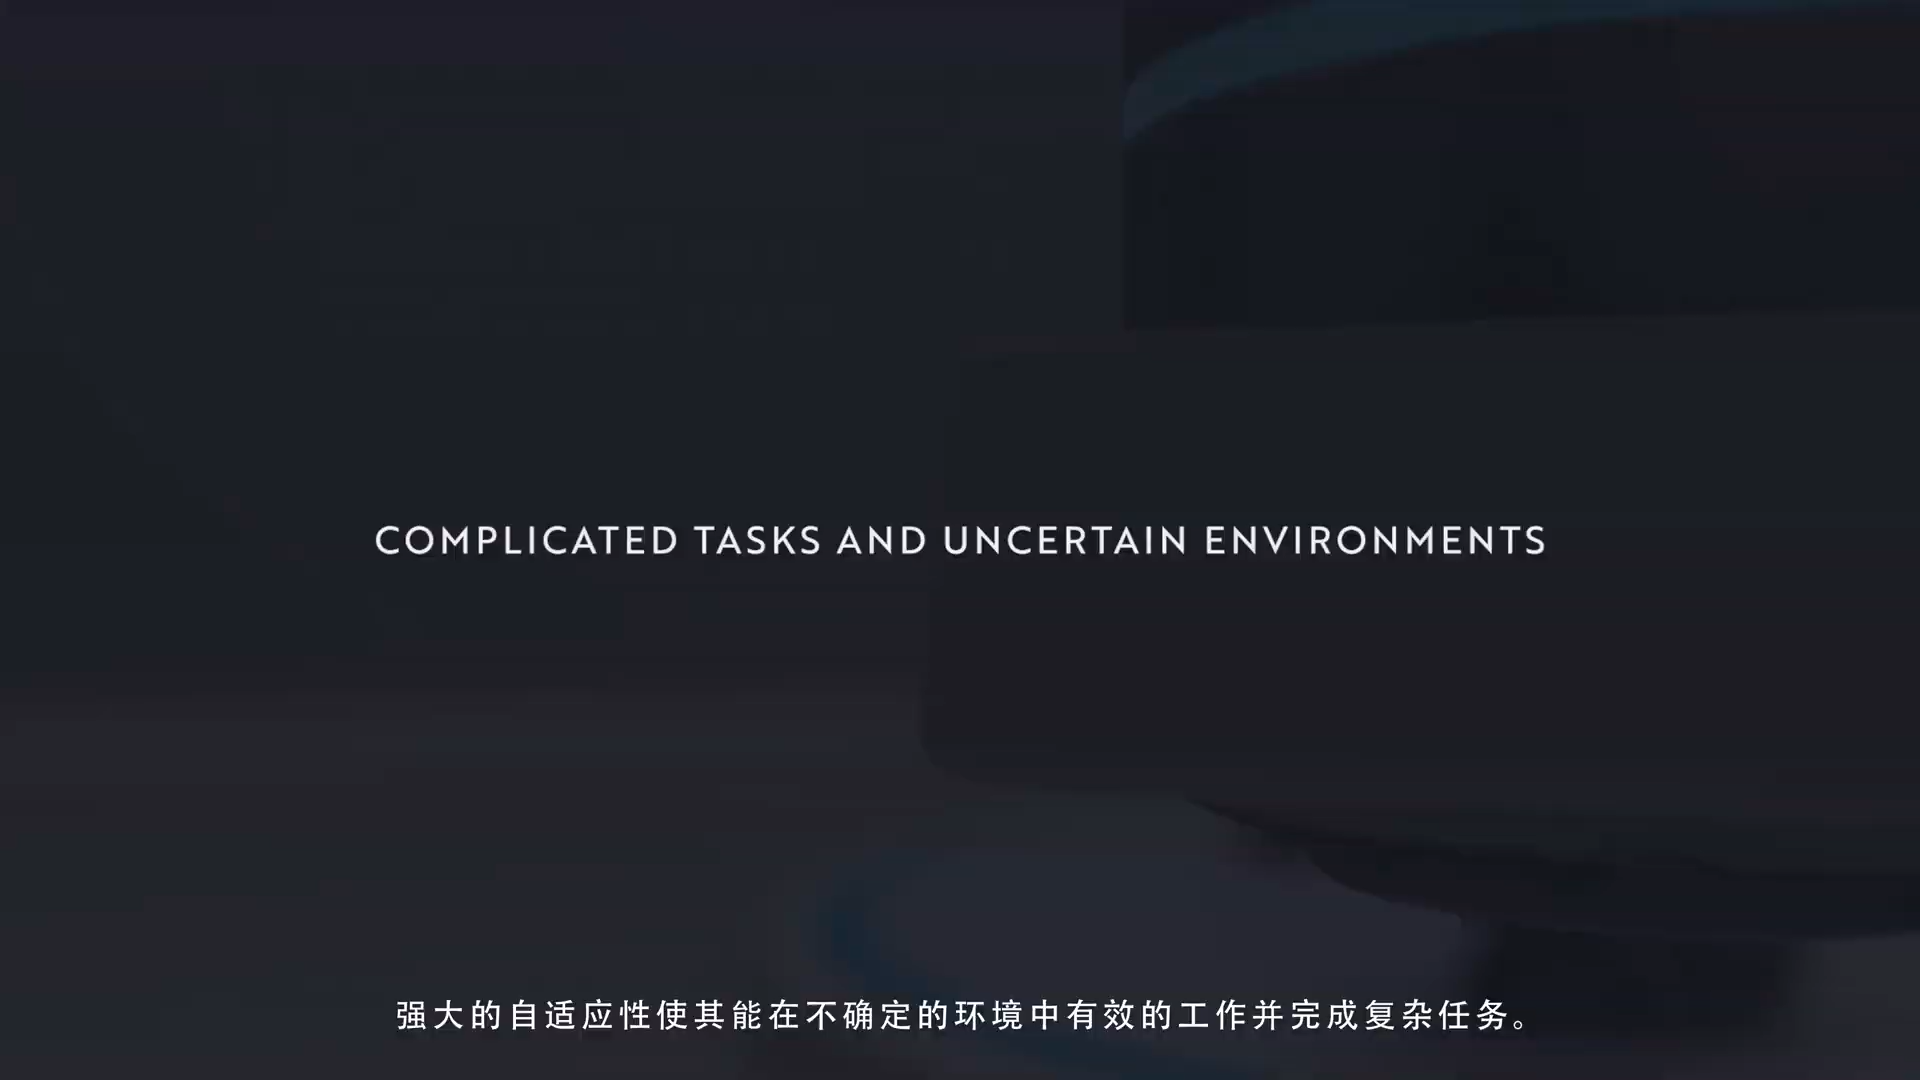 COMPLICATED TASKS AND UNCERTAIN ENVIRONMENTS
强大的自适应性使其能在不确定的环境中有效的工作并完成复杂任务。